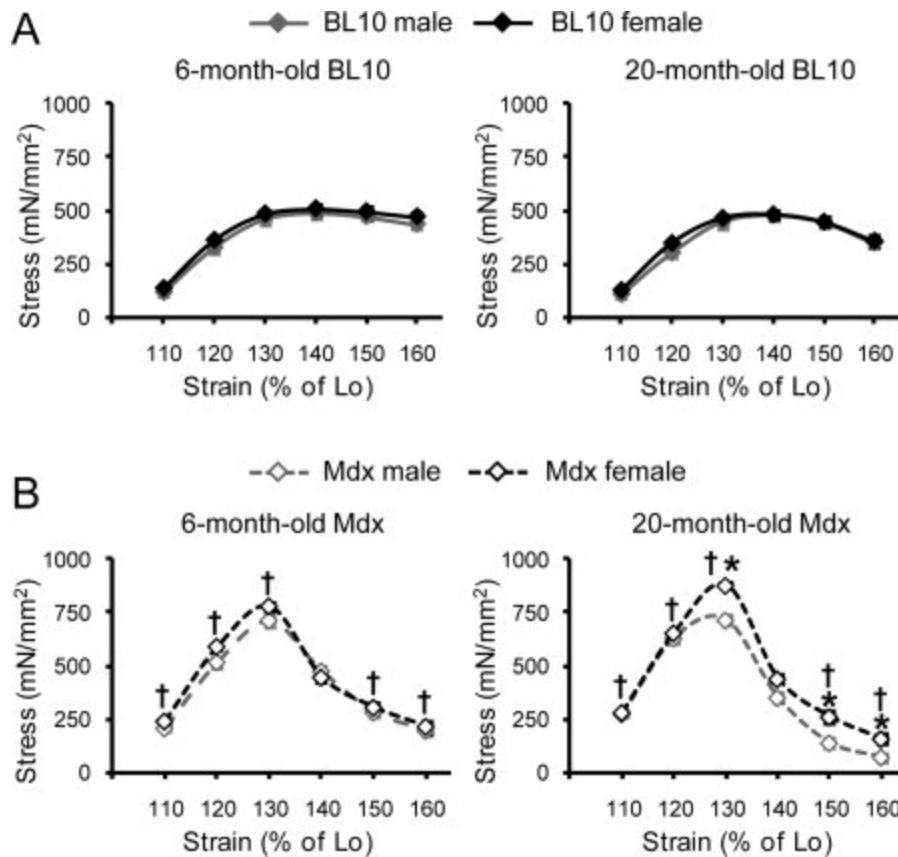 A
BL10 male BL10 female
6-month-old BL10
Stress (mN/mm²)
1000
750
500
250
0
110 120 130 140 150 160
Strain (% of Lo)
20-month-old BL10
Stress (mN/mm²)
1000
750
500
250
0
110 120 130 140 150 160
Strain (% of Lo)
B
Mdx male Mdx female
6-month-old Mdx
Stress (mN/mm²)
1000
750
500
250
0
† † † † †
110 120 130 140 150 160
Strain (% of Lo)
20-month-old Mdx
Stress (mN/mm²)
1000
750
500
250
0
† † †* †* †*
110 120 130 140 150 160
Strain (% of Lo)